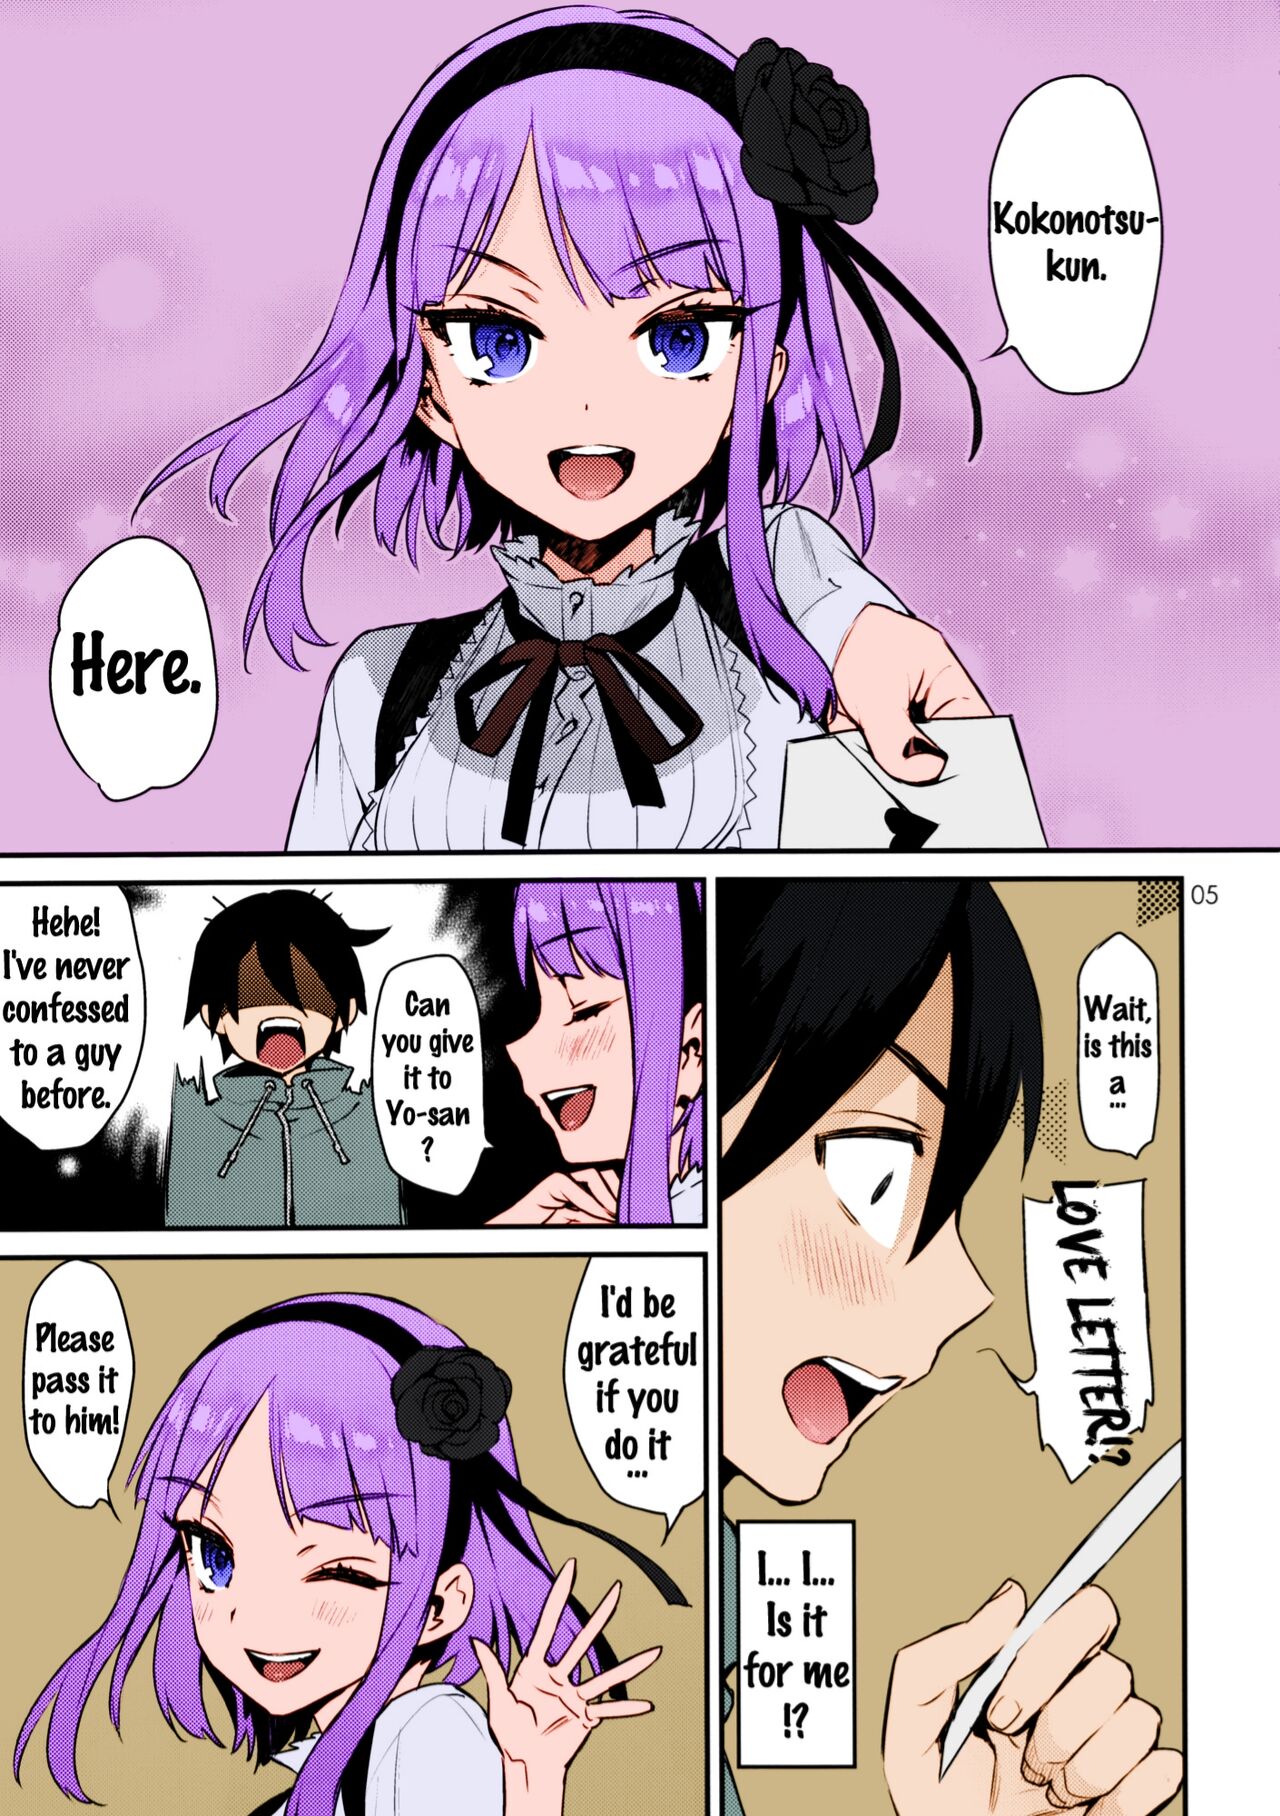 Kokonotsu-
kun.
Here.
05
Wait,
is this
a
...
LOVE LETTER!?
I... I...
Is it
for me
!?
Can
you give
it to
Yo-san
?
Hehe!
I've never
confessed
to a guy
before.
I'd be
grateful
if you
do it
...
Please
pass it
to him!